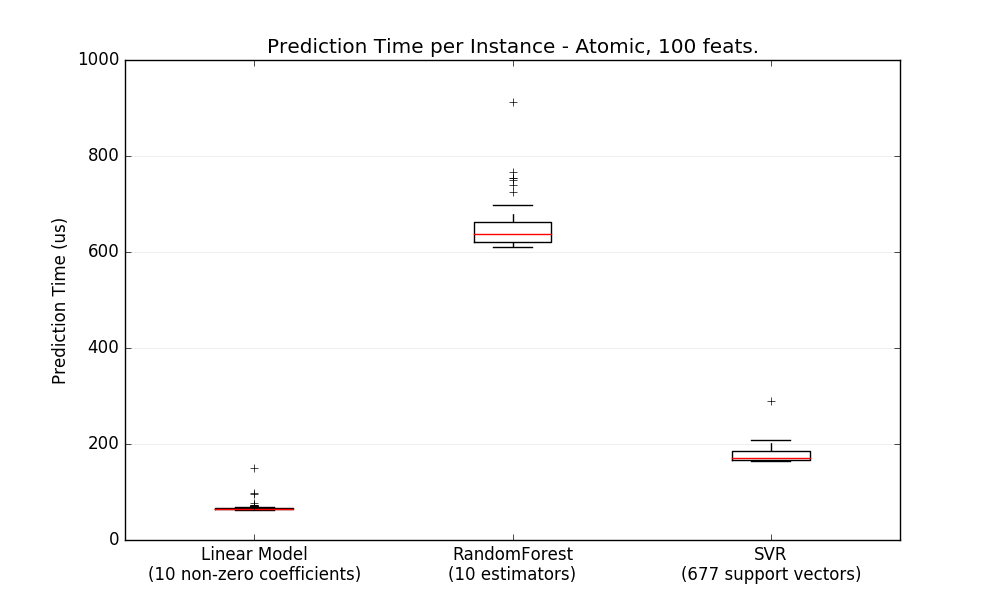 Prediction Time per Instance - Atomic, 100 feats.
1000
800
600
400
200
0
Prediction Time (us)
Linear Model
(10 non-zero coefficients)
RandomForest
(10 estimators)
SVR
(677 support vectors)